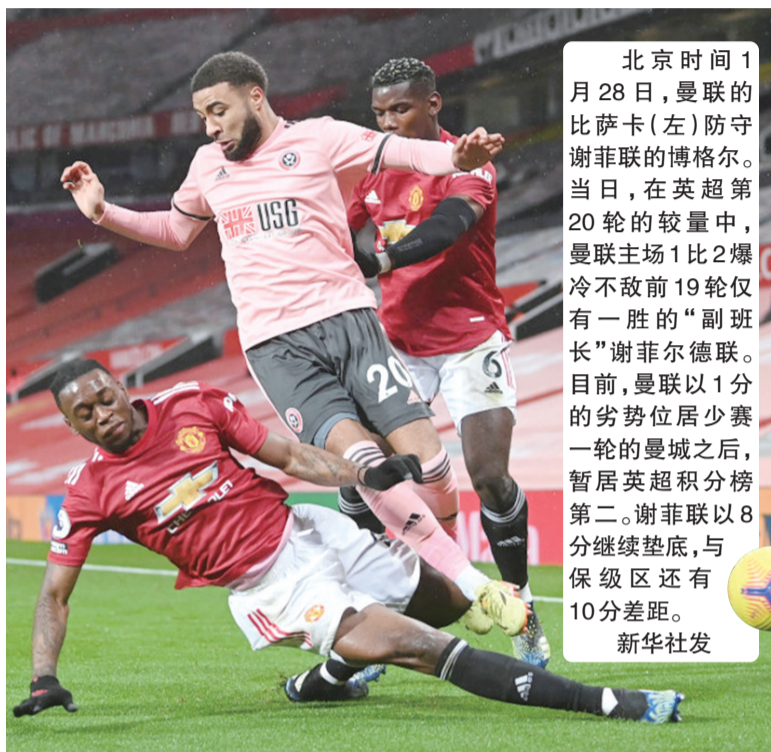 北京时间1
月28日,曼联的
比萨卡(左)防守
谢菲联的博格尔。
当日,在英超第
20轮的较量中,
曼联主场1比2爆
冷不敌前19轮仅
有一胜的“副班
长”谢菲尔德联。
目前,曼联以1分
的劣势位居少赛
一轮的曼城之后,
暂居英超积分榜
第二。谢菲联以8
分继续垫底,与
保级区还有
10分差距。
新华社发
USG
20
6
CHEVROLET